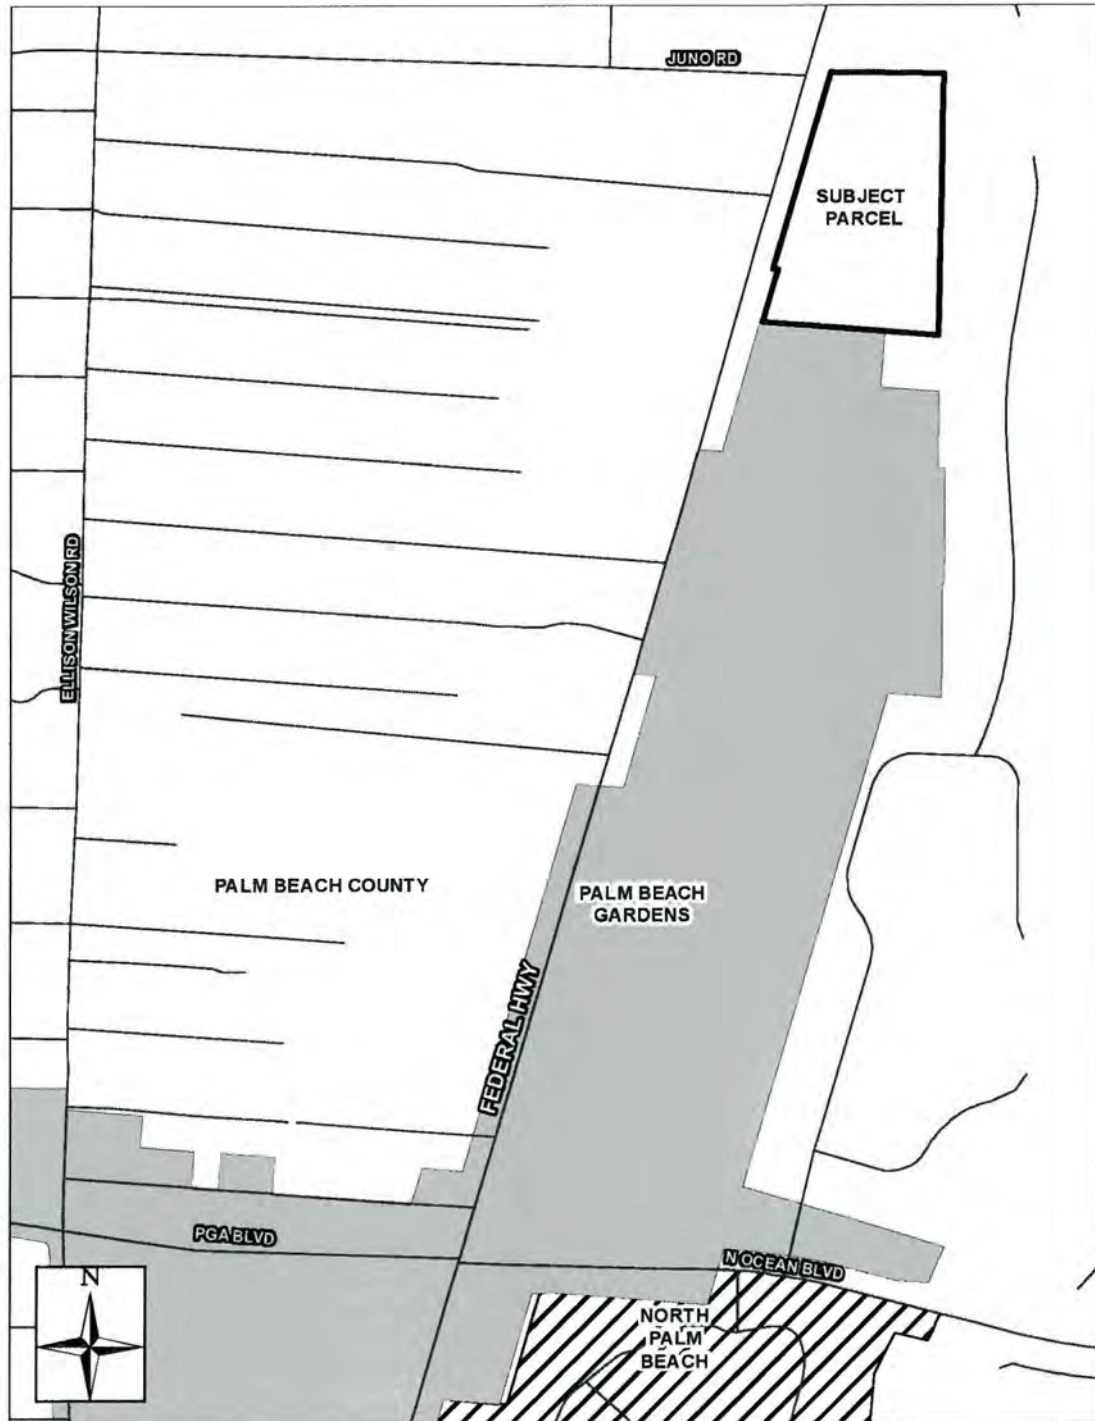 JUNO RD
SUBJECT
PARCEL
ELLISON WILSON RD
PALM BEACH COUNTY
PALM BEACH
GARDENS
FEDERAL HWY
PGA BLVD
N OCEAN BLVD
N
NORTH
PALM
BEACH